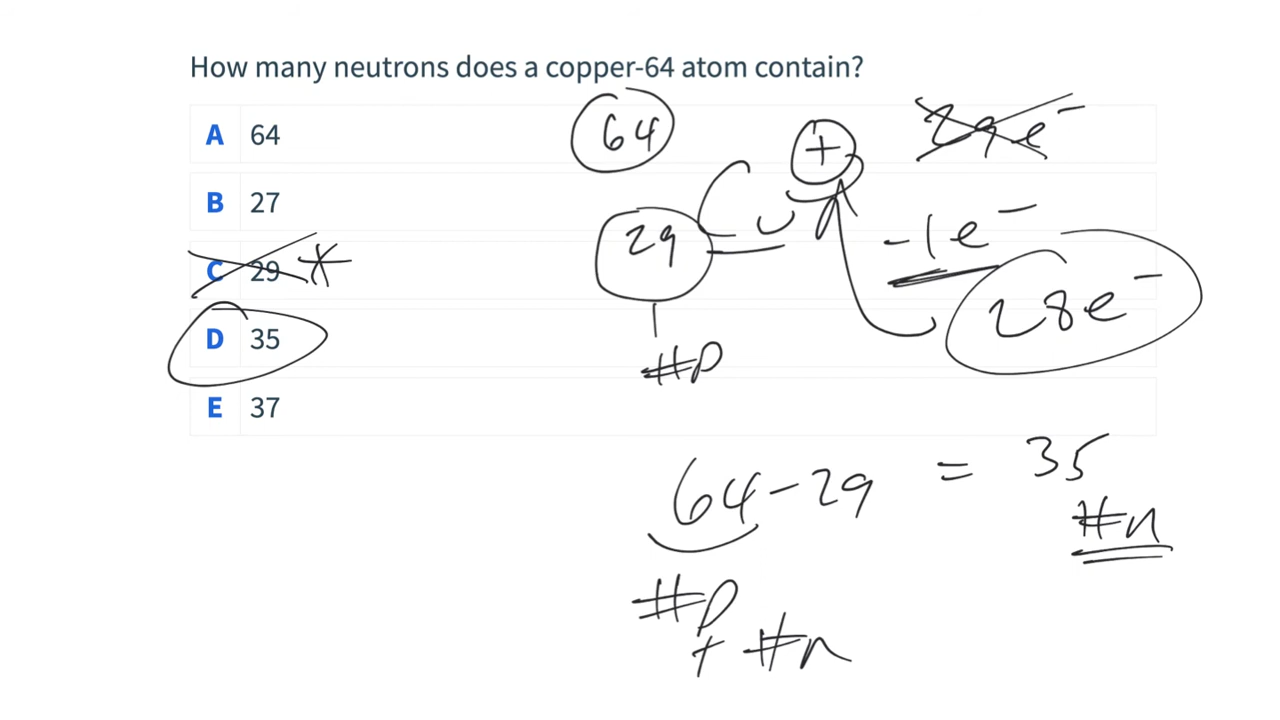 How many neutrons does a copper-64 atom contain?
A 64
B 27
C 29
D 35
E 37
64
29 Cu +
#p
29e⁻
-1e⁻
28e⁻
64-29 = 35
#n
#p
+ #n